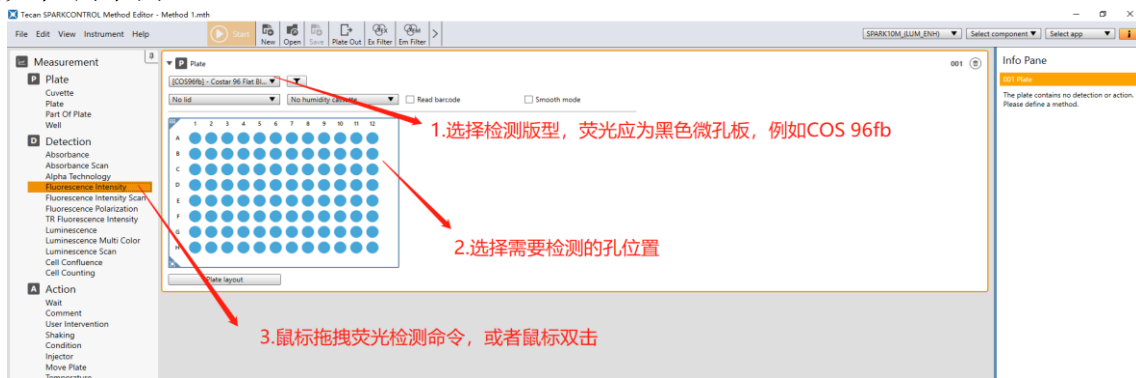 Tecan SPARKCONTROL Method Editor - Method 1.mth
File Edit View Instrument Help
Start
New Open Save Plate Out Ex Filter Em Filter
SPARK10M_(LUM_ENH)
Select component
Select app
Measurement
Plate
Cuvette
Plate
Part Of Plate
Well
Detection
Absorbance
Absorbance Scan
Alpha Technology
Fluorescence Intensity
Fluorescence Intensity Scan
Fluorescence Polarization
TR Fluorescence Intensity
Luminescence
Luminescence Multi Color
Luminescence Scan
Cell Confluence
Cell Counting
Action
Wait
Comment
User Intervention
Shaking
Condition
Injector
Move Plate
Temperature
P Plate
001
[COS96fb] - Costar 96 Flat Bl...
No lid
No humidity cassette
Read barcode
Smooth mode
1 2 3 4 5 6 7 8 9 10 11 12
A
B
C
D
E
F
G
H
Plate layout
1.选择检测版型，荧光应为黑色微孔板，例如COS 96fb
2.选择需要检测的孔位置
3.鼠标拖拽荧光检测命令，或者鼠标双击
Info Pane
001 Plate
The plate contains no detection or action.
Please define a method.